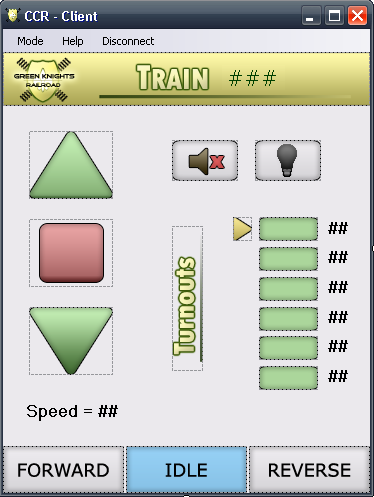 CCR - Client
Mode Help Disconnect
GREEN KNIGHTS
RAILROAD
TRAIN ###
Turnouts
##
##
##
##
##
##
Speed = ##
FORWARD IDLE REVERSE